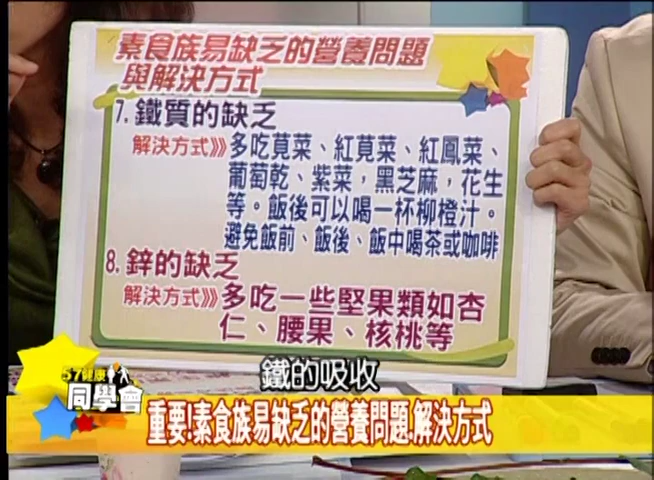 素食族易缺乏的營養問題
與解決方式
7. 鐵質的缺乏
解決方式》》多吃莧菜、紅莧菜、紅鳳菜、
葡萄乾、紫菜，黑芝麻，花生
等。飯後可以喝一杯柳橙汁。
避免飯前、飯後、飯中喝茶或咖啡
8. 鋅的缺乏
解決方式》》多吃一些堅果類如杏
仁、腰果、核桃等
鐵的吸收
57健康
同學會
重要!素食族易缺乏的營養問題.解決方式